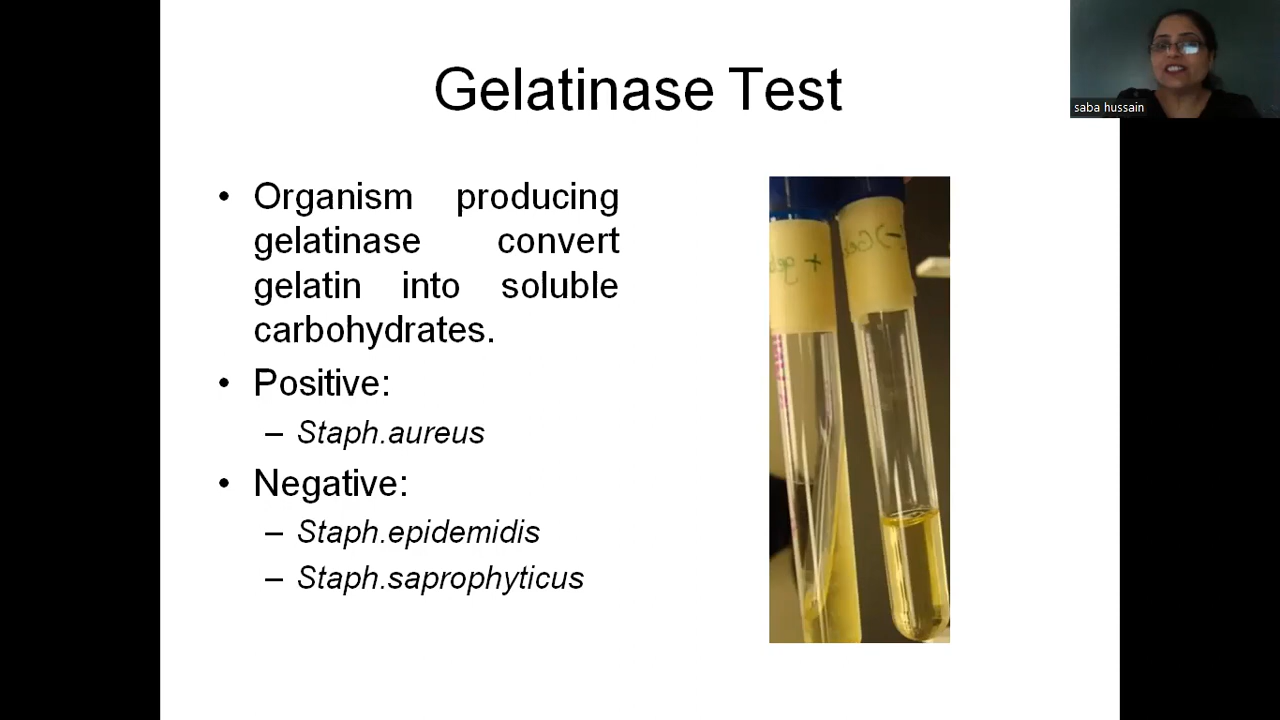 Gelatinase Test
saba hussain
• Organism producing
gelatinase convert
gelatin into soluble
carbohydrates.
• Positive:
– Staph.aureus
• Negative:
– Staph.epidemidis
– Staph.saprophyticus